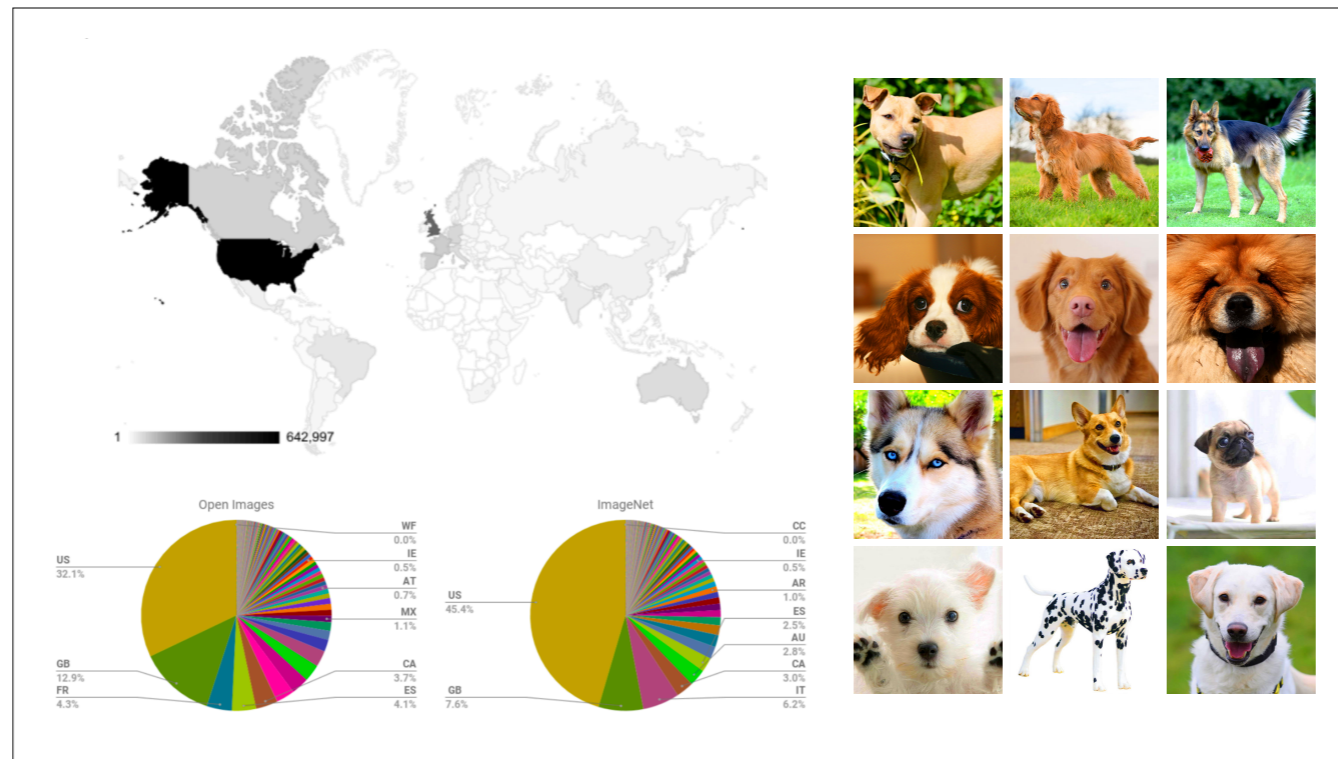 1 642,997
Open Images
WF
0.0%
IE
0.5%
US
32.1%
AT
0.7%
MX
1.1%
GB
12.9%
CA
3.7%
FR
4.3%
ES
4.1%
ImageNet
CC
0.0%
IE
0.5%
AR
1.0%
US
45.4%
ES
2.5%
AU
2.8%
CA
3.0%
GB
7.6%
IT
6.2%